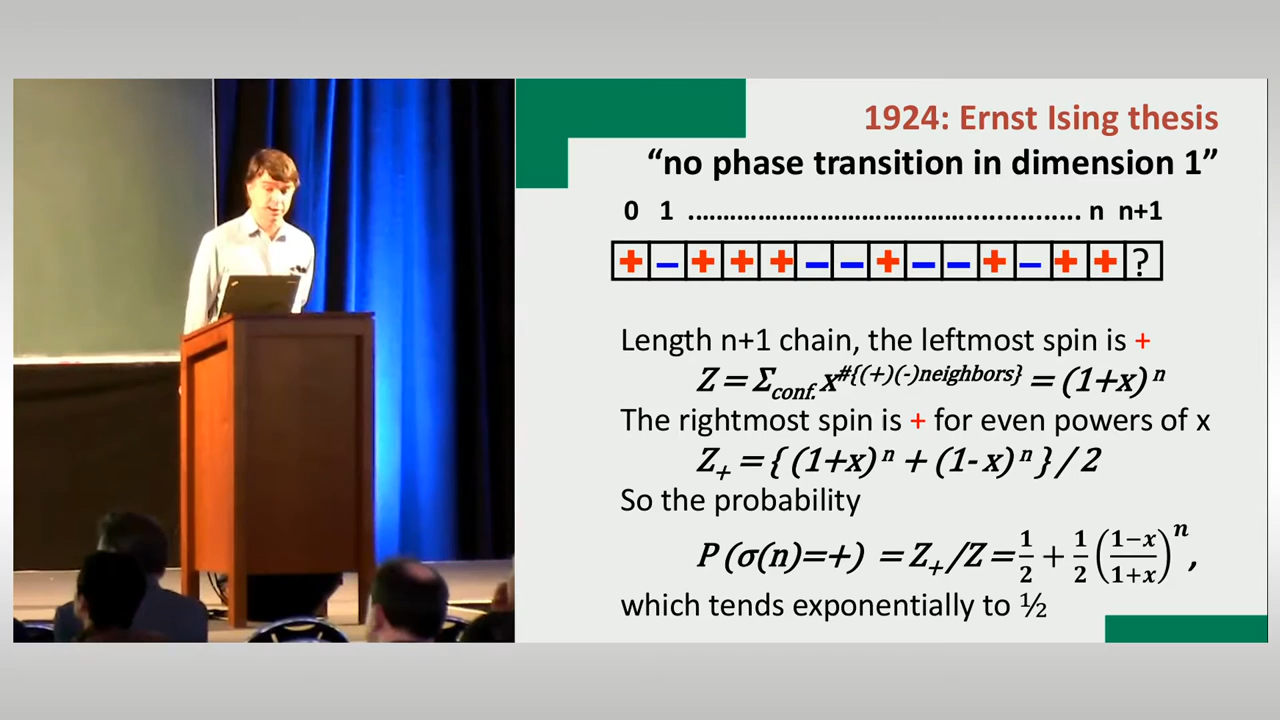 1924: Ernst Ising thesis
“no phase transition in dimension 1”
0 1 ................................................. n n+1
+ − + + + − − + − − + − + + ?
Length n+1 chain, the leftmost spin is +
Z = Σconf. x^#{(+)(-)neighbors} = (1+x)^n
The rightmost spin is + for even powers of x
Z₊ = { (1+x)^n + (1-x)^n } / 2
So the probability
P (σ(n)=+) = Z₊/Z = 1/2 + 1/2 ((1−x)/(1+x))^n ,
which tends exponentially to ½